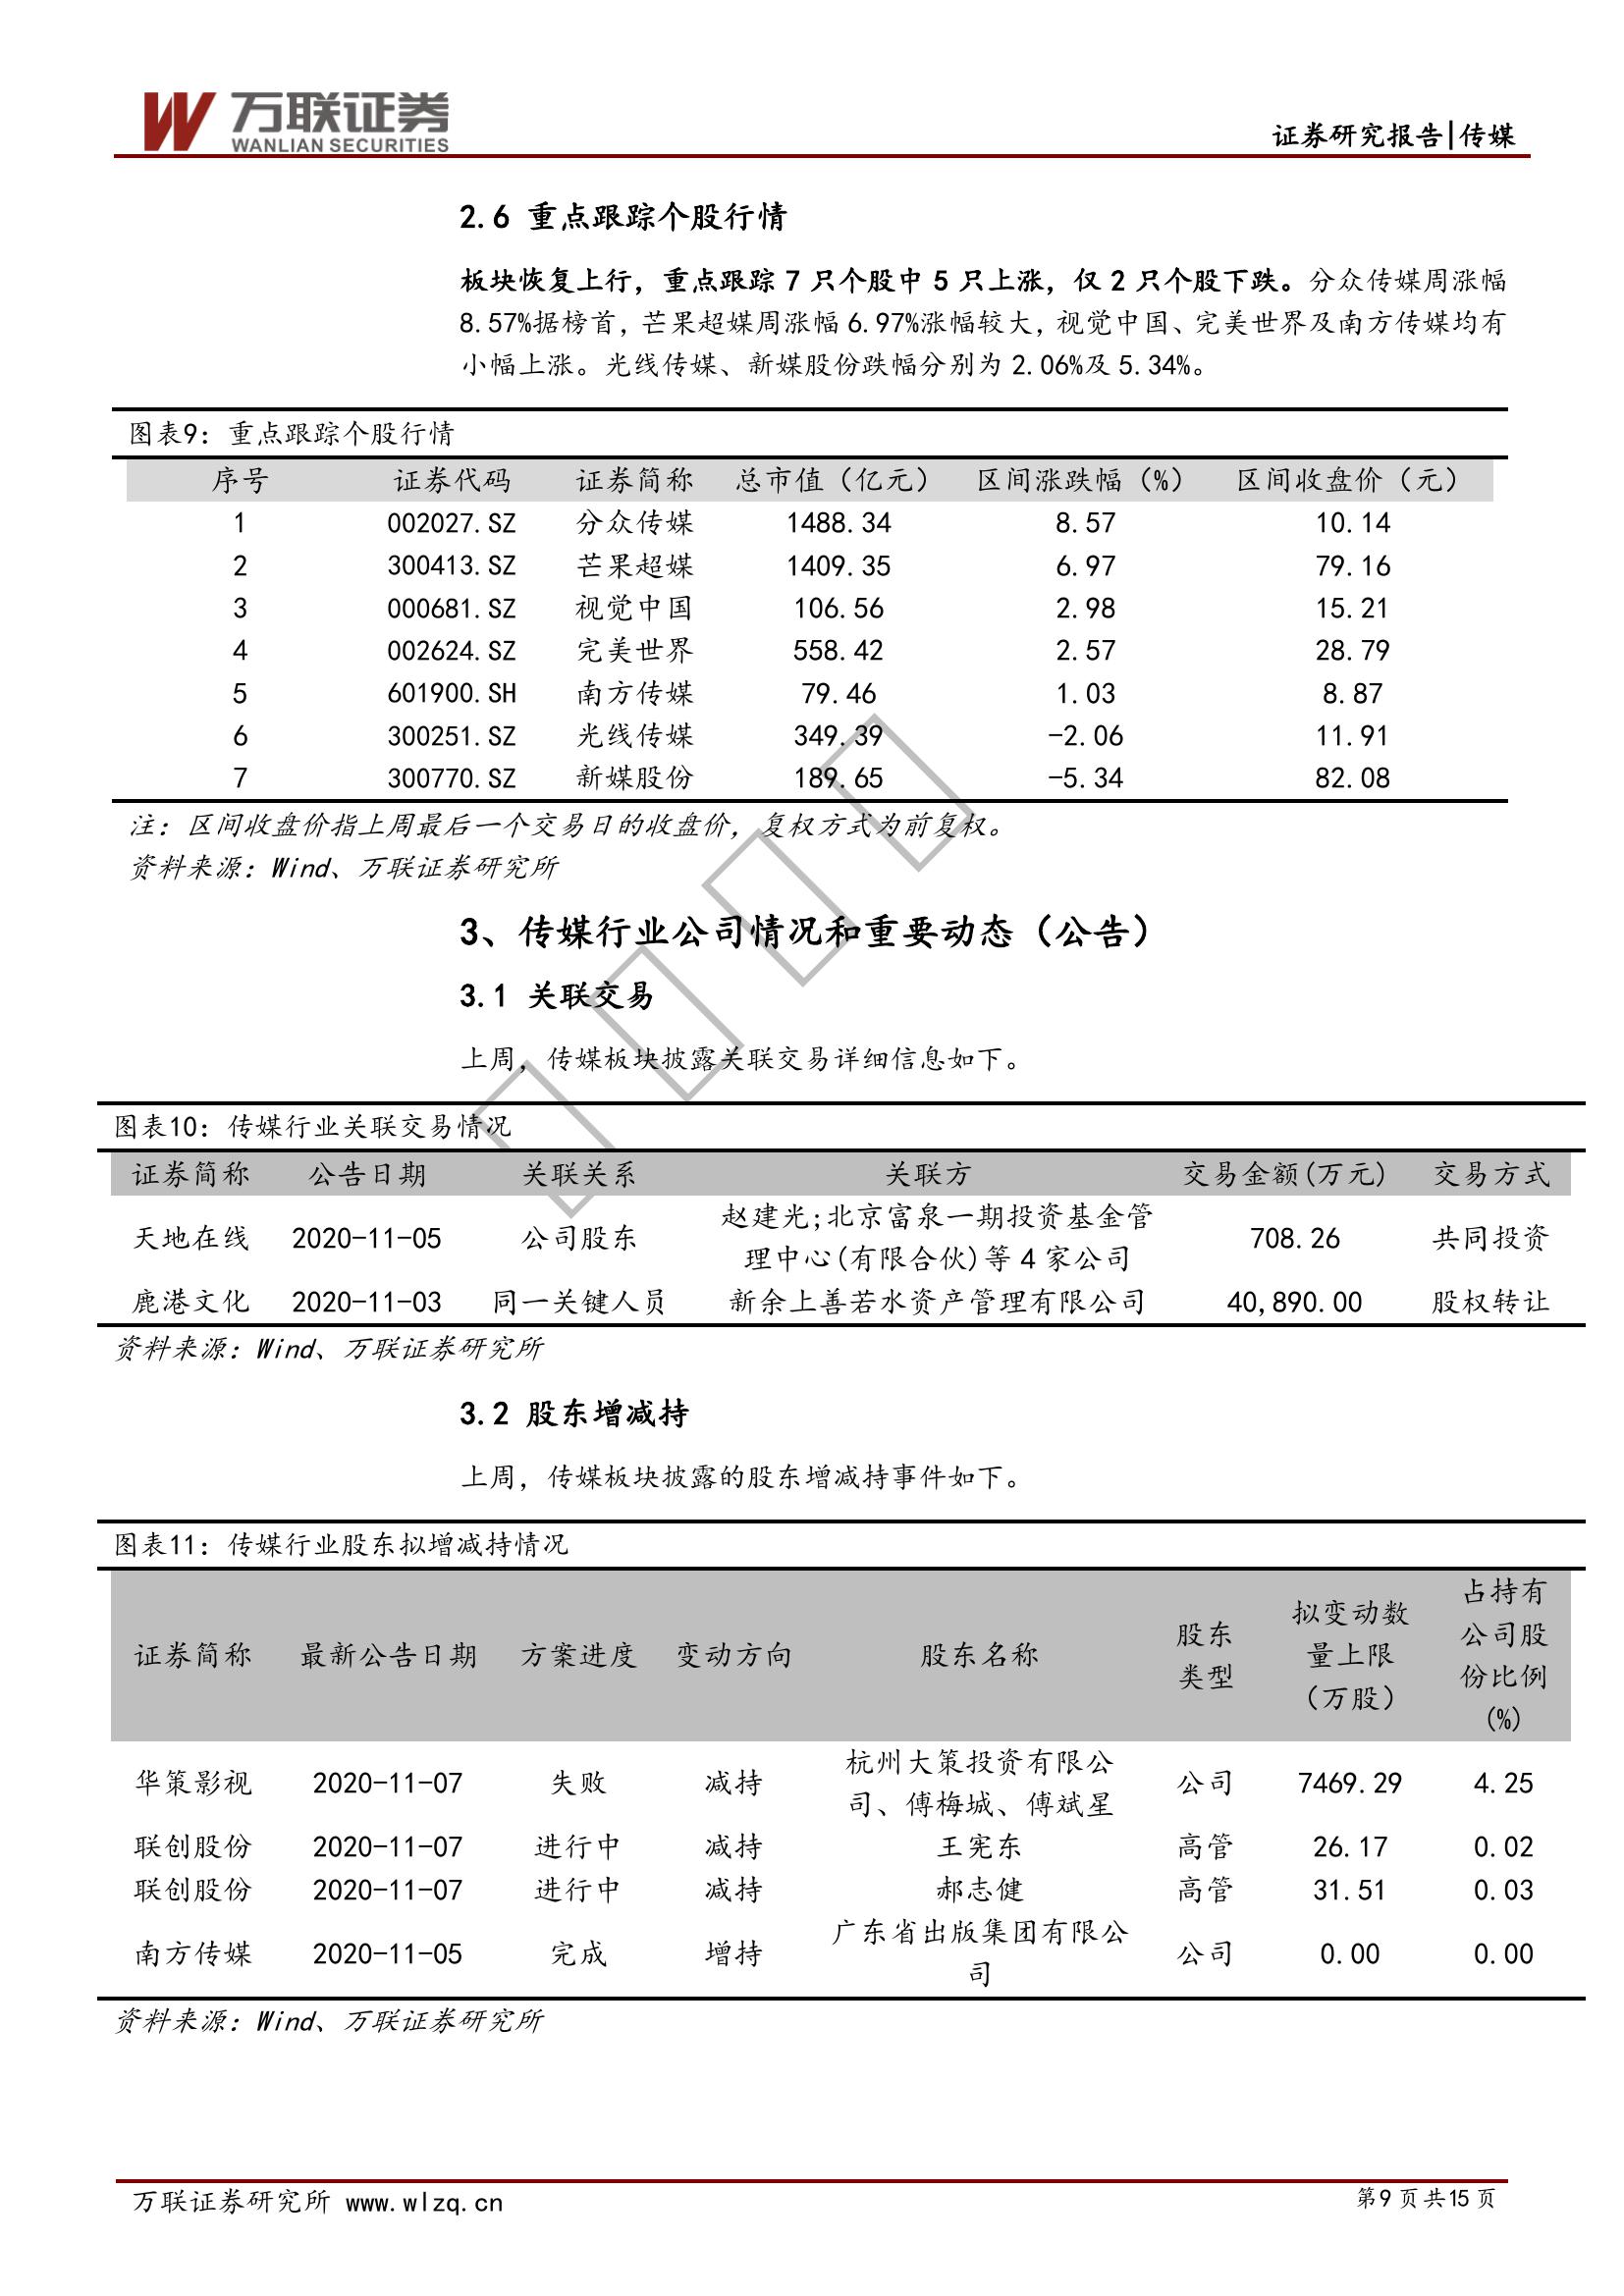 万联证券
WANLIAN SECURITIES
证券研究报告|传媒
2.6 重点跟踪个股行情
板块恢复上行，重点跟踪 7 只个股中 5 只上涨，仅 2 只个股下跌。分众传媒周涨幅
8.57%据榜首，芒果超媒周涨幅 6.97%涨幅较大，视觉中国、完美世界及南方传媒均有
小幅上涨。光线传媒、新媒股份跌幅分别为 2.06%及 5.34%。
图表9：重点跟踪个股行情
序号 证券代码 证券简称 总市值（亿元） 区间涨跌幅（%） 区间收盘价（元）
1 002027.SZ 分众传媒 1488.34 8.57 10.14
2 300413.SZ 芒果超媒 1409.35 6.97 79.16
3 000681.SZ 视觉中国 106.56 2.98 15.21
4 002624.SZ 完美世界 558.42 2.57 28.79
5 601900.SH 南方传媒 79.46 1.03 8.87
6 300251.SZ 光线传媒 349.39 -2.06 11.91
7 300770.SZ 新媒股份 189.65 -5.34 82.08
注：区间收盘价指上周最后一个交易日的收盘价，复权方式为前复权。
资料来源：Wind、万联证券研究所
3、传媒行业公司情况和重要动态（公告）
3.1 关联交易
上周，传媒板块披露关联交易详细信息如下。
图表10：传媒行业关联交易情况
证券简称 公告日期 关联关系 关联方 交易金额(万元) 交易方式
赵建光;北京富泉一期投资基金管
天地在线 2020-11-05 公司股东 708.26 共同投资
理中心(有限合伙)等 4 家公司
鹿港文化 2020-11-03 同一关键人员 新余上善若水资产管理有限公司 40,890.00 股权转让
资料来源：Wind、万联证券研究所
3.2 股东增减持
上周，传媒板块披露的股东增减持事件如下。
图表11：传媒行业股东拟增减持情况
占持有
拟变动数
股东 公司股
证券简称 最新公告日期 方案进度 变动方向 股东名称 量上限
类型 份比例
（万股）
(%)
杭州大策投资有限公
华策影视 2020-11-07 失败 减持 公司 7469.29 4.25
司、傅梅城、傅斌星
联创股份 2020-11-07 进行中 减持 王宪东 高管 26.17 0.02
联创股份 2020-11-07 进行中 减持 郝志健 高管 31.51 0.03
广东省出版集团有限公
南方传媒 2020-11-05 完成 增持 公司 0.00 0.00
司
资料来源：Wind、万联证券研究所
万联证券研究所 www.wlzq.cn 第9 页共15 页